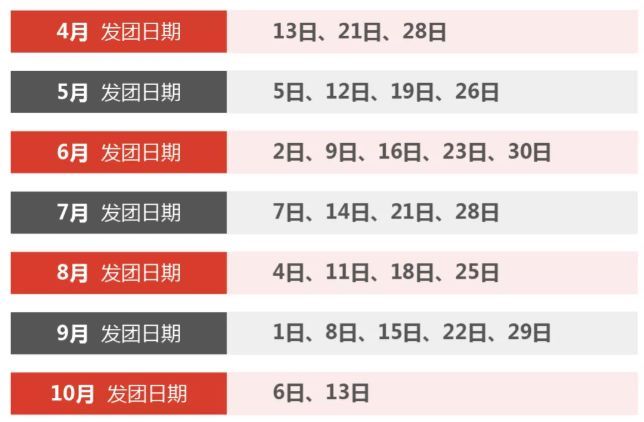 4月 发团日期 13日、21日、28日
5月 发团日期 5日、12日、19日、26日
6月 发团日期 2日、9日、16日、23日、30日
7月 发团日期 7日、14日、21日、28日
8月 发团日期 4日、11日、18日、25日
9月 发团日期 1日、8日、15日、22日、29日
10月 发团日期 6日、13日